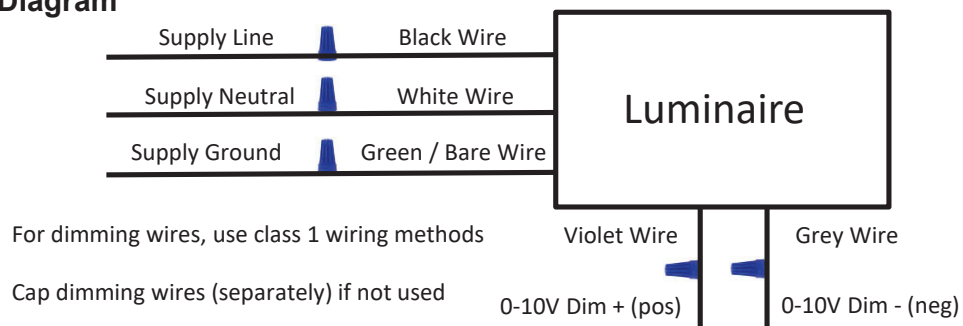 Diagram
Supply Line Black Wire
Supply Neutral White Wire
Luminaire
Supply Ground Green / Bare Wire
For dimming wires, use class 1 wiring methods
Violet Wire Grey Wire
Cap dimming wires (separately) if not used
0-10V Dim + (pos) 0-10V Dim - (neg)